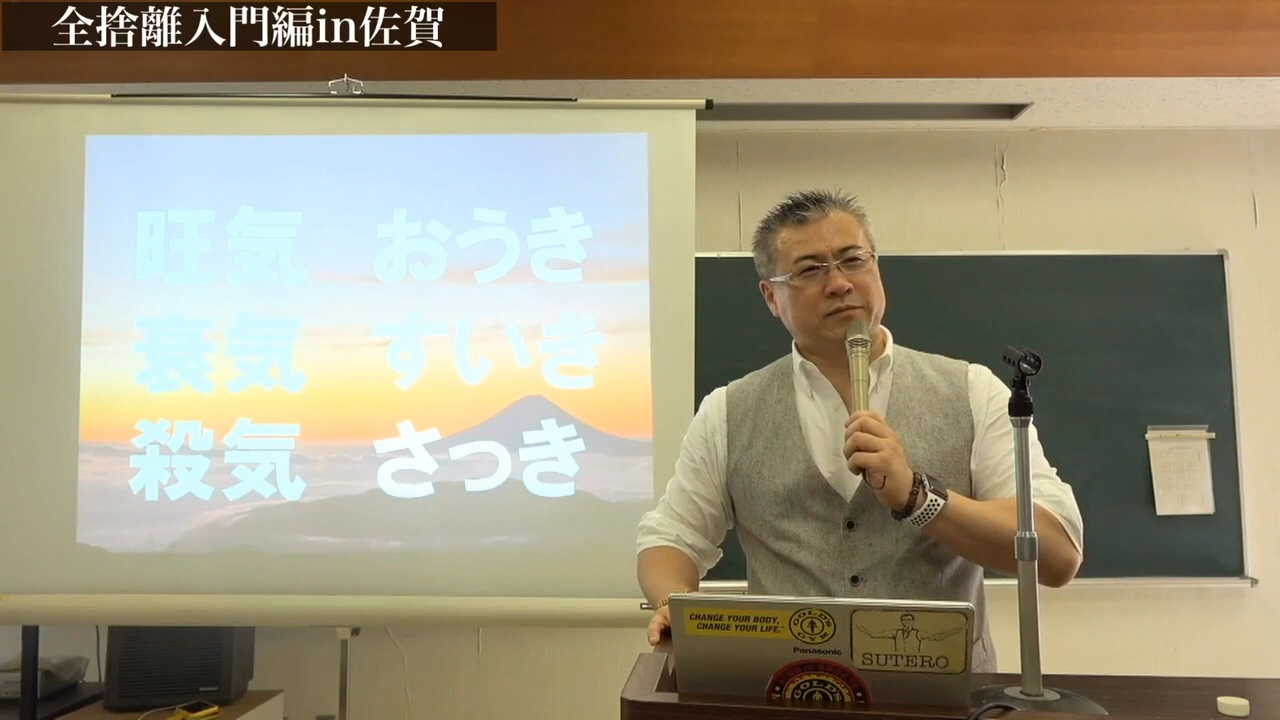 全捨離入門編in佐賀
旺気 おうき
衰気 すいき
殺気 さっき
CHANGE YOUR BODY,
CHANGE YOUR LIFE.
GOLD'S
GYM
Panasonic
SUTERO
GOLD'S